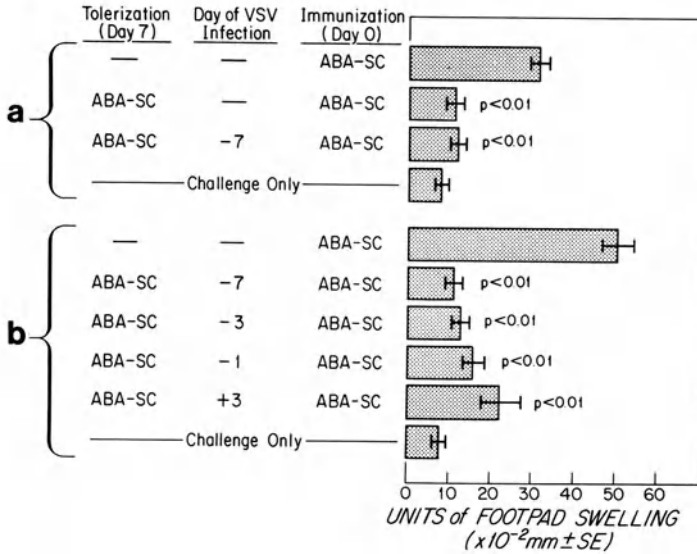 Tolerization Day of VSV Immunization
(Day 7) Infection (Day 0)
— — ABA-SC
ABA-SC — ABA-SC p<0.01
a
ABA-SC -7 ABA-SC p<0.01
Challenge Only
— — ABA-SC
ABA-SC -7 ABA-SC p<0.01
b
ABA-SC -3 ABA-SC p<0.01
ABA-SC -1 ABA-SC p<0.01
ABA-SC +3 ABA-SC p<0.01
Challenge Only
0 10 20 30 40 50 60
UNITS of FOOTPAD SWELLING
(x10⁻² mm ± SE)